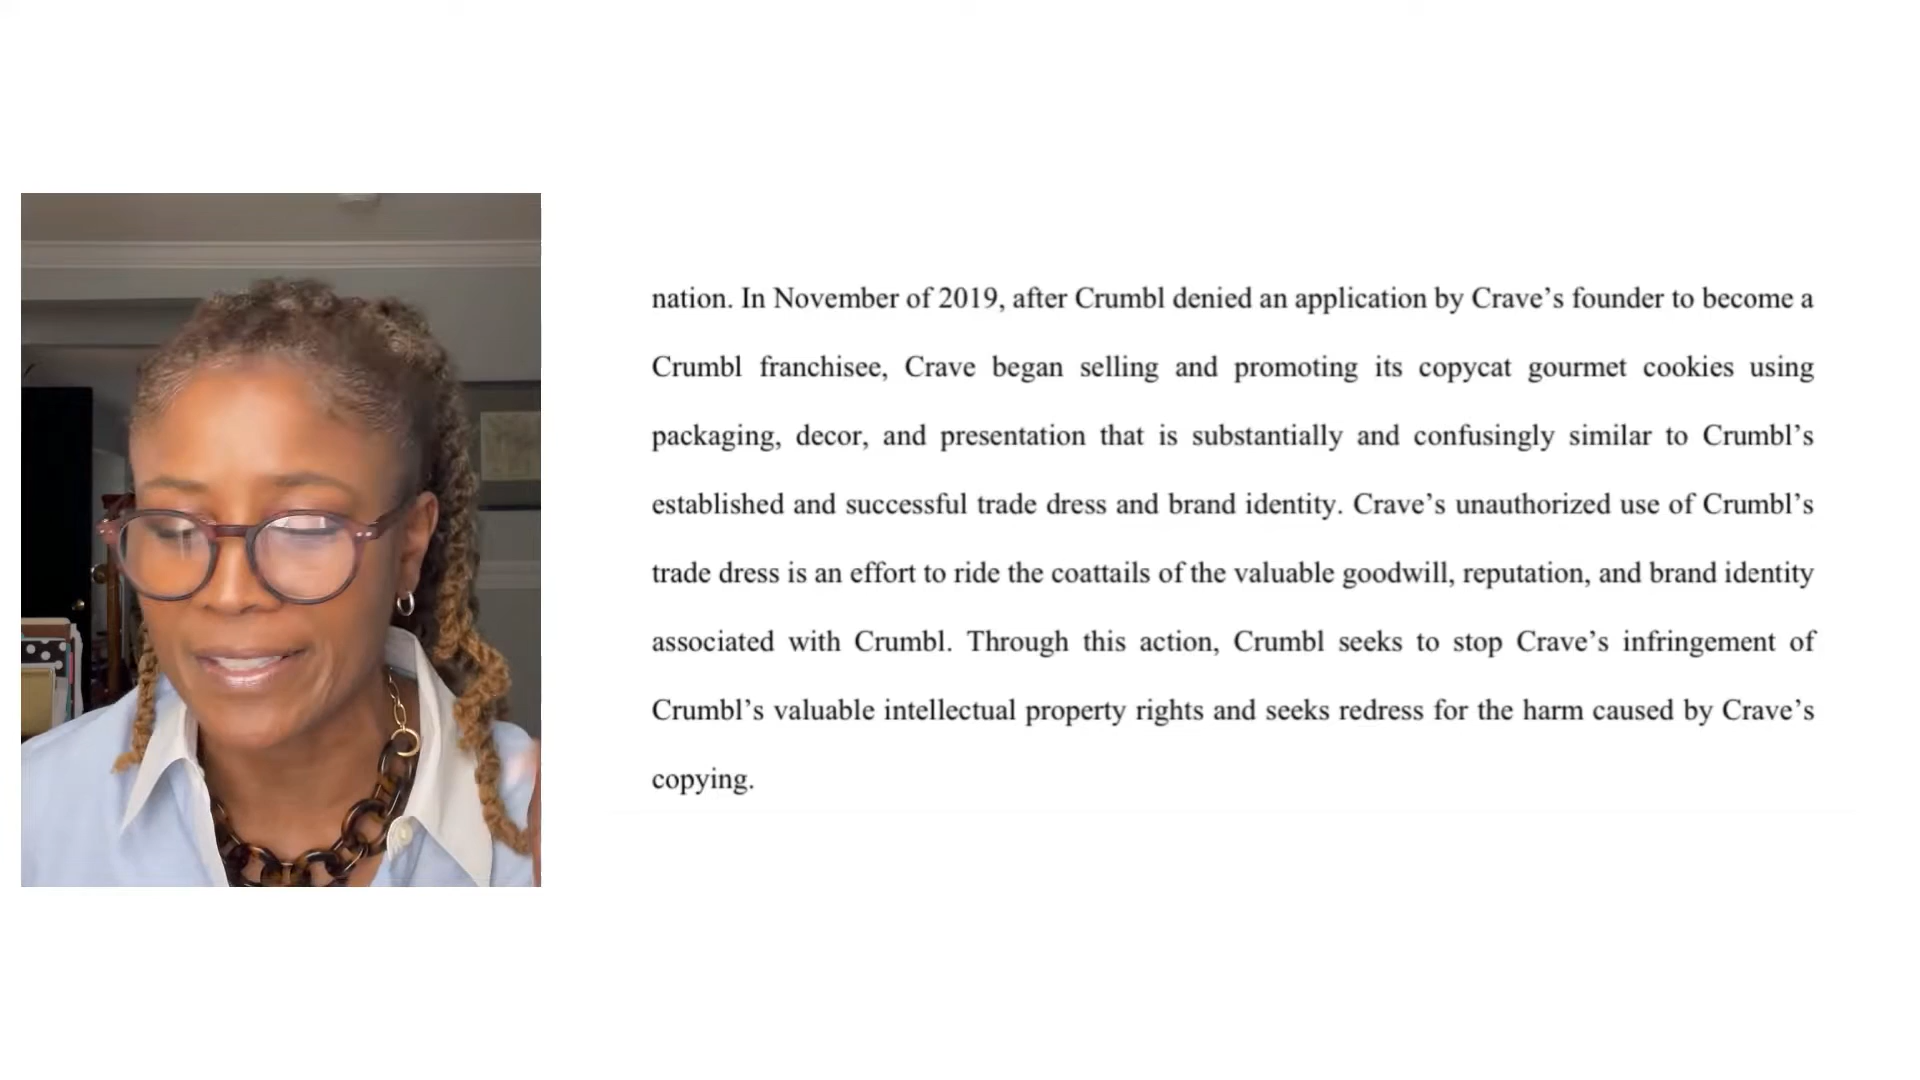 nation. In November of 2019, after Crumbl denied an application by Crave’s founder to become a
Crumbl franchisee, Crave began selling and promoting its copycat gourmet cookies using
packaging, decor, and presentation that is substantially and confusingly similar to Crumbl’s
established and successful trade dress and brand identity. Crave’s unauthorized use of Crumbl’s
trade dress is an effort to ride the coattails of the valuable goodwill, reputation, and brand identity
associated with Crumbl. Through this action, Crumbl seeks to stop Crave’s infringement of
Crumbl’s valuable intellectual property rights and seeks redress for the harm caused by Crave’s
copying.